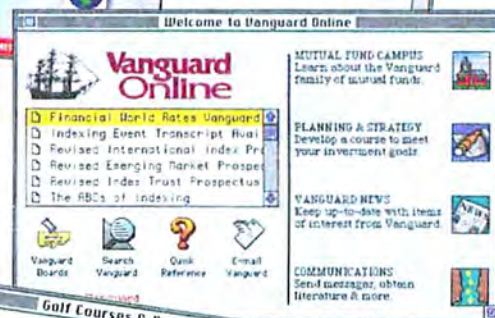 Welcome to Vanguard Online
Vanguard
Online
Financial World Rates Vanguard
Indexing Event Transcript Avai
Revised International Index Pro
Revised Emerging Market Prospec
Revised Index Trust Prospectus
The ABCs of Indexing
Vanguard
Boards
Search
Vanguard
Quick
Reference
E-mail
Vanguard
MUTUAL FUND CAMPUS
Learn about the Vanguard
family of mutual funds.
PLANNING & STRATEGY
Develop a course to meet
your investment goals.
VANGUARD NEWS
Keep up-to-date with items
of interest from Vanguard.
NEWS
COMMUNICATIONS
Send messages, obtain
literature & more.
Golf Courses